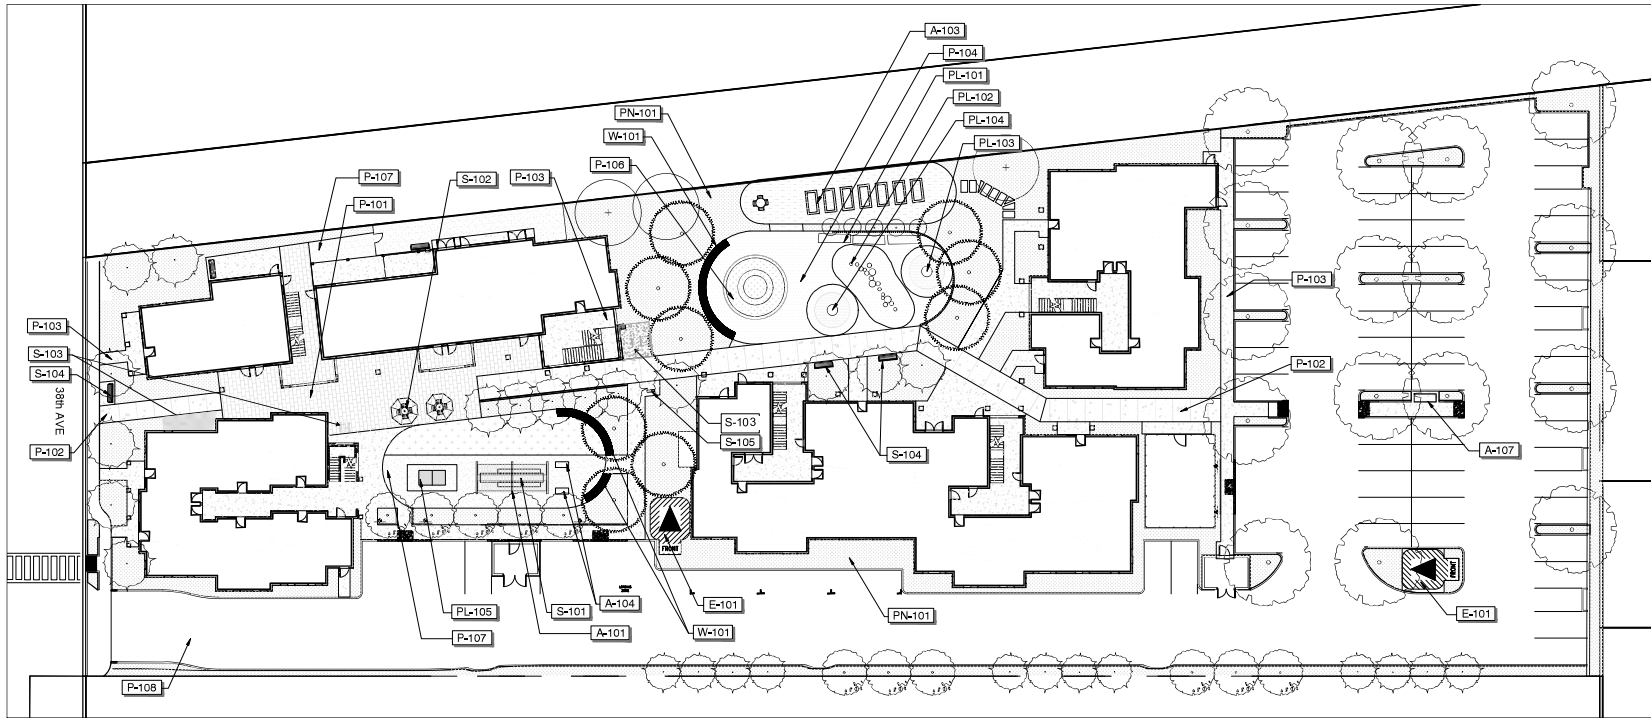 A-103
P-104
PL-101
PL-102
PL-104
PL-103
PN-101
W-101
P-106
P-107
S-102
P-103
P-101
P-103
P-103
S-103
S-104
38th AVE
P-102
P-102
S-103
S-105
S-104
A-107
FRONT
FRONT
PL-105
S-101
A-104
E-101
PN-101
E-101
P-107
A-101
W-101
P-108